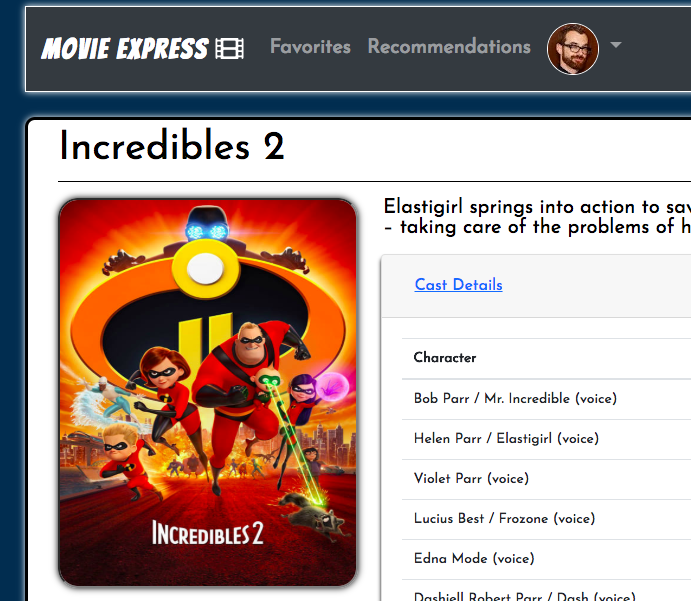 MOVIE EXPRESS Favorites Recommendations
Incredibles 2
Elastigirl springs into action to sav
– taking care of the problems of h
Cast Details
Character
Bob Parr / Mr. Incredible (voice)
Helen Parr / Elastigirl (voice)
Violet Parr (voice)
Lucius Best / Frozone (voice)
Edna Mode (voice)
Dashiell Robert Parr / Dash (voice)
INCREDIBLES 2